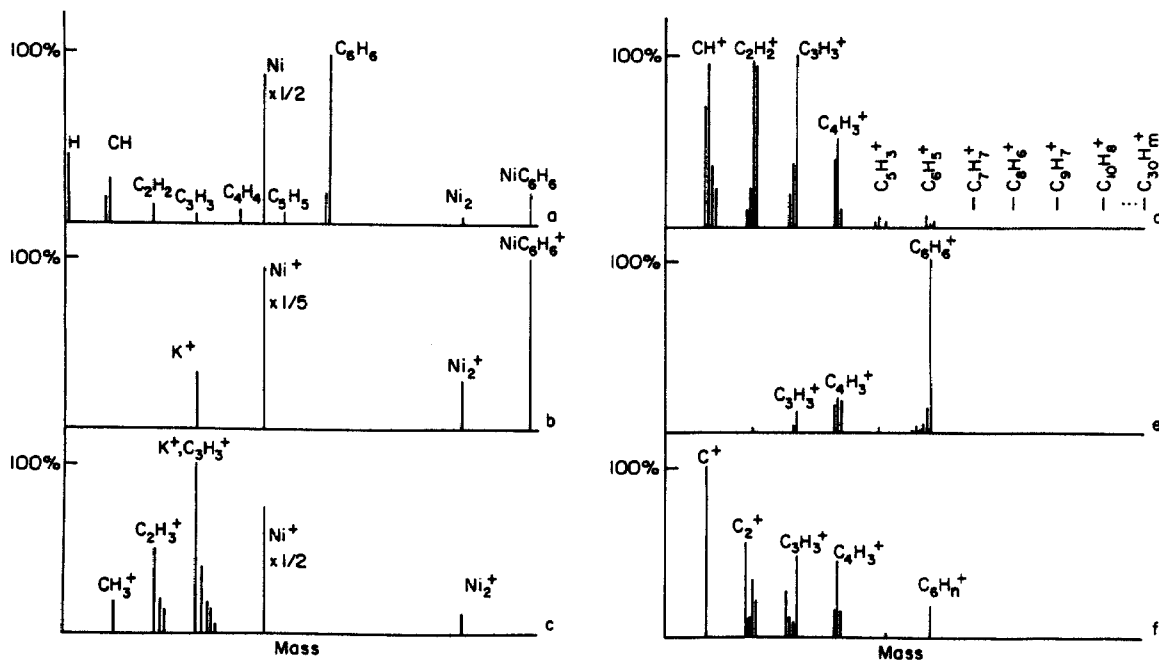 100%
H
CH
C₂H₂
C₃H₃
C₄H₄
Ni
x 1/2
C₅H₅
C₆H₆
Ni₂
NiC₆H₆
a
100%
K⁺
Ni⁺
x 1/5
Ni₂⁺
NiC₆H₆⁺
b
100%
CH₃⁺
C₂H₃⁺
K⁺,C₃H₃⁺
Ni⁺
x 1/2
Ni₂⁺
c
Mass
100%
CH⁺
C₂H₂⁺
C₃H₃⁺
C₄H₃⁺
C₅H₃⁺
C₆H₅⁺
C₇H₇⁺
C₈H₆⁺
C₉H₇⁺
C₁₀H₈⁺
C₃₀Hₘ⁺
d
100%
C₃H₃⁺
C₄H₃⁺
C₆H₆⁺
e
100%
C⁺
C₂⁺
C₃H₃⁺
C₄H₃⁺
C₆Hₙ⁺
f
Mass